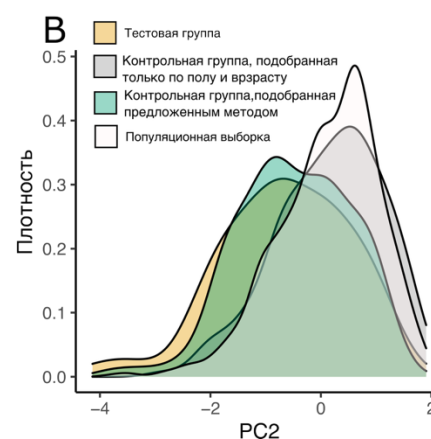 B
Тестовая группа
Контрольная группа, подобранная
только по полу и врзрасту
Контрольная группа,подобранная
предложенным методом
Популяционная выборка
Плотность
0.5
0.4
0.3
0.2
0.1
0.0
−4
−2
0
2
PC2